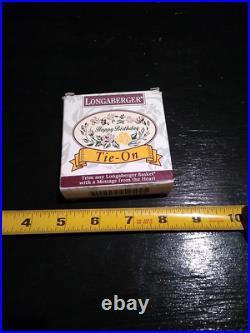 LONGABERGER®
Happy Birthday
Tie-On
Trim any Longaberger Basket®
with a Message from the Heart
4 5 6 7 8 9 10